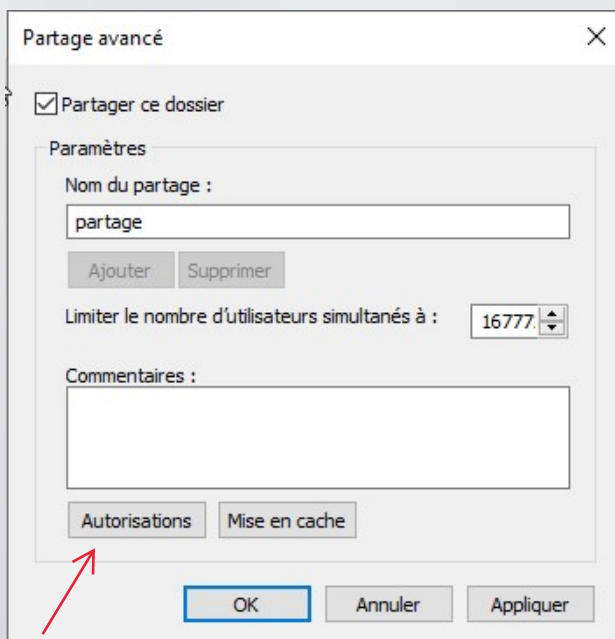 Partage avancé
Partager ce dossier
Paramètres
Nom du partage :
partage
Ajouter Supprimer
Limiter le nombre d'utilisateurs simultanés à : 16777
Commentaires :
Autorisations Mise en cache
OK Annuler Appliquer